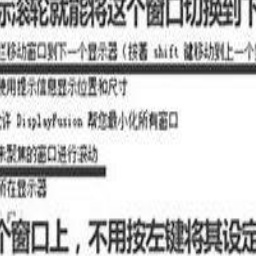 示滚轮就能将这个窗口切换到下
兰移动窗口到下一个显示器（按着 shift 键移动到上一个
使用提示信息显示位置和尺寸
允许 DisplayFusion 帮您最小化所有窗口
未聚焦的窗口进行滚动
所在显示器
个窗口上，不用按左键将其设定